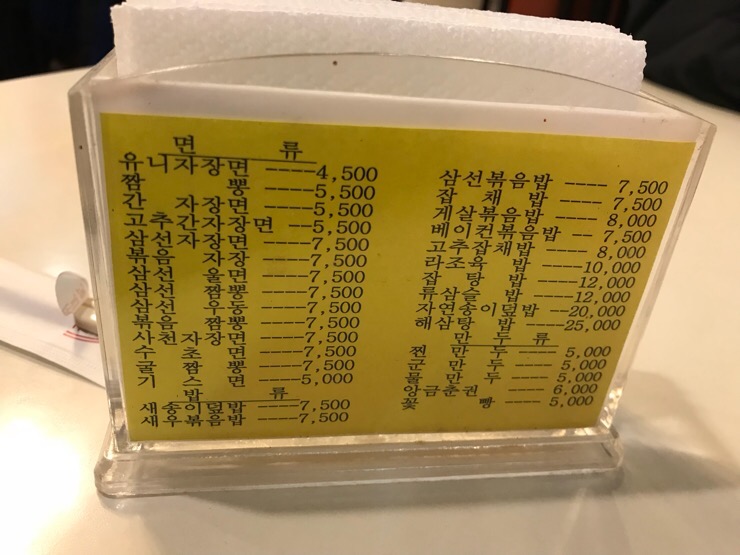 면 류
유니자장면 ----4,500
짬 뽕 ----5,500
간 자장면 ----5,500
고추간자장면 --5,500
삼선자장면 ----7,500
볶음 자장 ----7,500
삼선 울면 ----7,500
삼선 짬뽕 ----7,500
삼선 우동 ----7,500
볶음 짬뽕 ----7,500
사천자장면 ----7,500
수 초 면 ----7,500
굴 짬 뽕 ----7,500
기 스 면 ----5,000
밥 류
새송이덮밥 ----7,500
새우볶음밥 ----7,500
삼선볶음밥 ---- 7,500
잡 채 밥 ---- 7,500
게살볶음밥 ---- 8,000
베이컨볶음밥 -- 7,500
고추잡채밥 ---- 8,000
라조육 밥 ----10,000
잡 탕 밥 ----12,000
류삼슬 밥 ----12,000
자연송이덮밥 --20,000
해삼탕 밥 ----25,000
만 두 류
찐 만 두 ---- 5,000
군 만 두 ---- 5,000
물 만 두 ---- 5,000
앙금춘권 ---- 6,000
꽃 빵 ---- 5,000